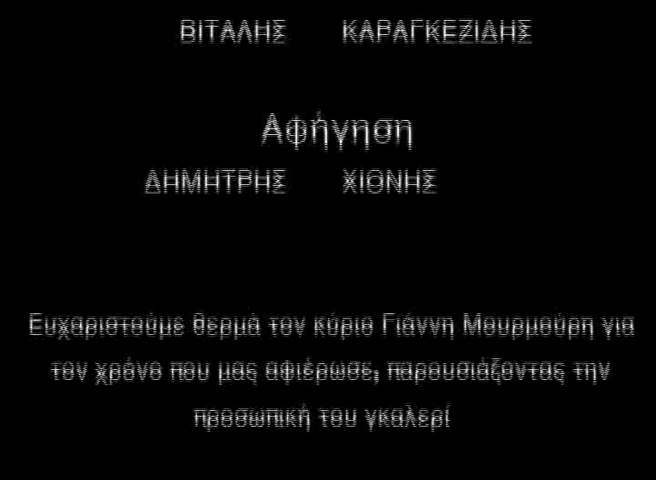 ΒΙΤΑΛΗΣ ΚΑΡΑΓΚΕΖΙΔΗΣ
Αφήγηση
ΔΗΜΗΤΡΗΣ ΧΙΟΝΗΣ
Ευχαριστούμε θερμά τον κύριο Γιάννη Μουρμούρη για
τον χρόνο που μας αφιέρωσε, παρουσιάζοντας την
προσωπική του γκαλερί